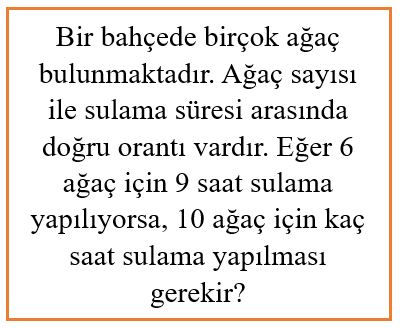 Bir bahçede birçok ağaç
bulunmaktadır. Ağaç sayısı
ile sulama süresi arasında
doğru orantı vardır. Eğer 6
ağaç için 9 saat sulama
yapılıyorsa, 10 ağaç için kaç
saat sulama yapılması
gerekir?